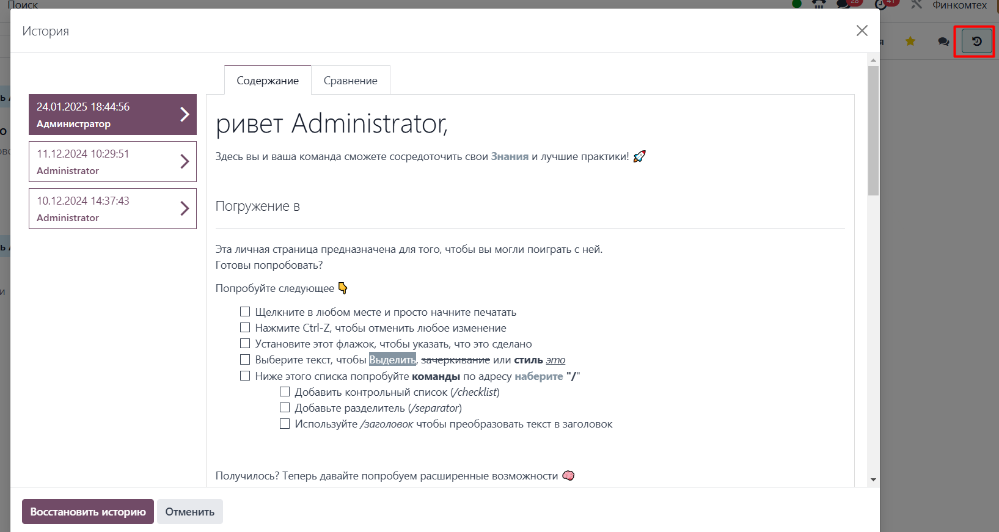 Поиск
28
41
Финкомтех
История
я
Содержание
Сравнение
24.01.2025 18:44:56
Администратор
11.12.2024 10:29:51
Administrator
10.12.2024 14:37:43
Administrator
ривет Administrator,
Здесь вы и ваша команда сможете сосредоточить свои Знания и лучшие практики! 🚀
Погружение в
Эта личная страница предназначена для того, чтобы вы могли поиграть с ней.
Готовы попробовать?
Попробуйте следующее 👇
Щелкните в любом месте и просто начните печатать
Нажмите Ctrl-Z, чтобы отменить любое изменение
Установите этот флажок, чтобы указать, что это сделано
Выберите текст, чтобы Выделить, зачеркивание или стиль это
Ниже этого списка попробуйте команды по адресу наберите "/"
Добавить контрольный список (/checklist)
Добавьте разделитель (/separator)
Используйте /заголовок чтобы преобразовать текст в заголовок
Получилось? Теперь давайте попробуем расширенные возможности 🧠
Восстановить историю
Отменить